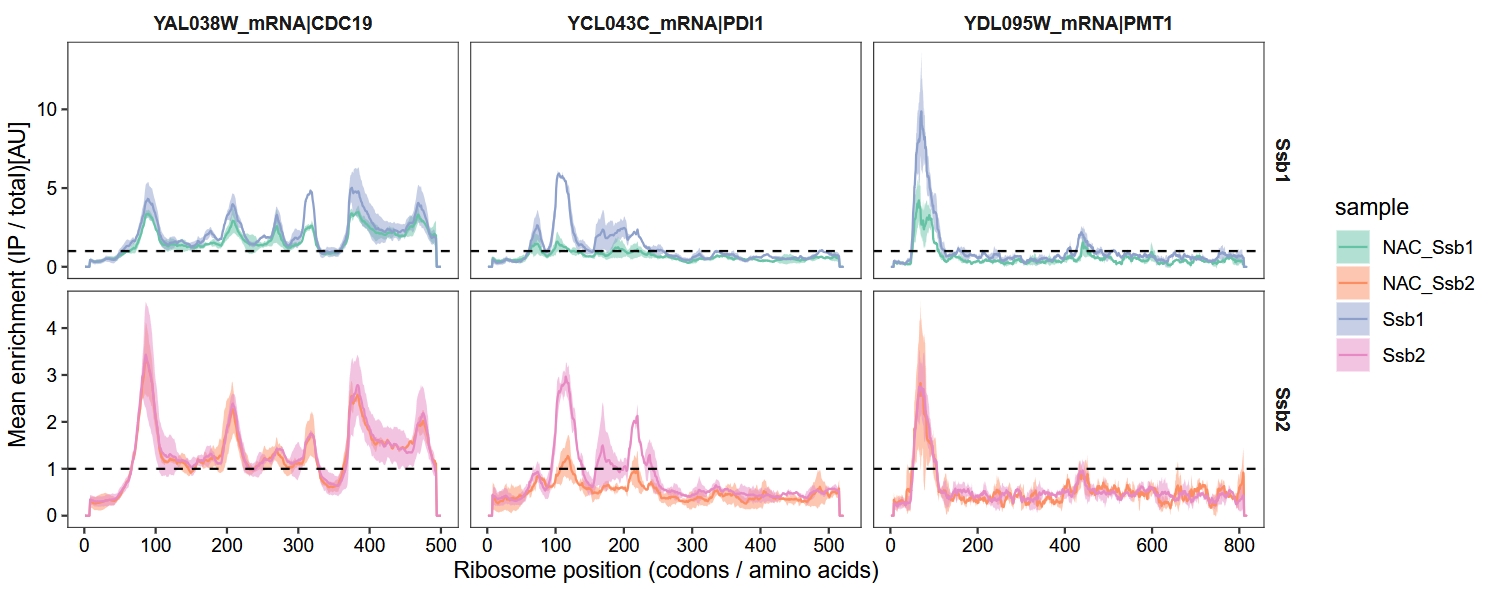 YAL038W_mRNA|CDC19
YCL043C_mRNA|PDI1
YDL095W_mRNA|PMT1
Mean enrichment (IP / total)[AU]
10
5
0
Ssb1
4
3
2
1
0
Ssb2
0 100 200 300 400 500
0 100 200 300 400 500
0 200 400 600 800
Ribosome position (codons / amino acids)
sample
NAC_Ssb1
NAC_Ssb2
Ssb1
Ssb2